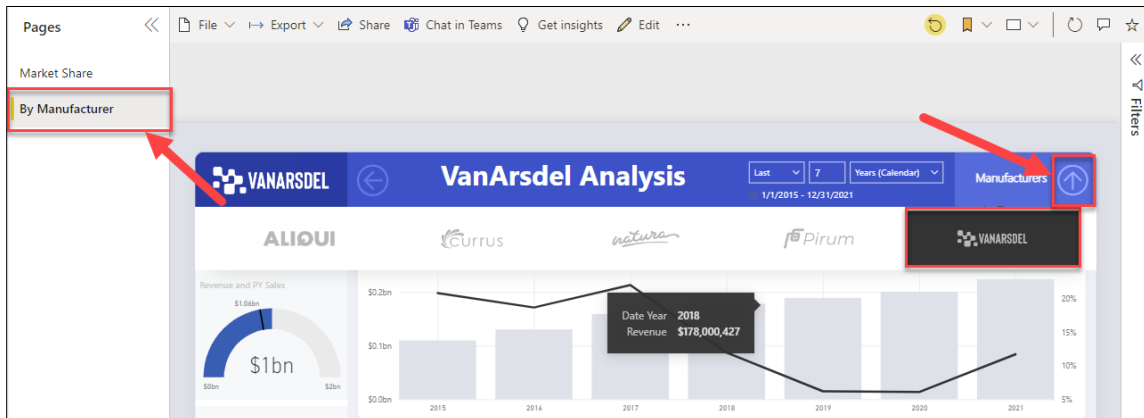 Pages
File
Export
Share
Chat in Teams
Get insights
Edit
Market Share
By Manufacturer
Filters
VANARSDEL
VanArsdel Analysis
Last
7
Years (Calendar)
1/1/2015 - 12/31/2021
Manufacturers
ALIQUI
Currus
natura
Pirum
VANARSDEL
Revenue and PY Sales
$1.06bn
$1bn
$0bn
$2bn
$0.2bn
$0.1bn
$0.0bn
Date Year 2018
Revenue $178,000,427
20%
15%
10%
5%
2015 2016 2017 2018 2019 2020 2021